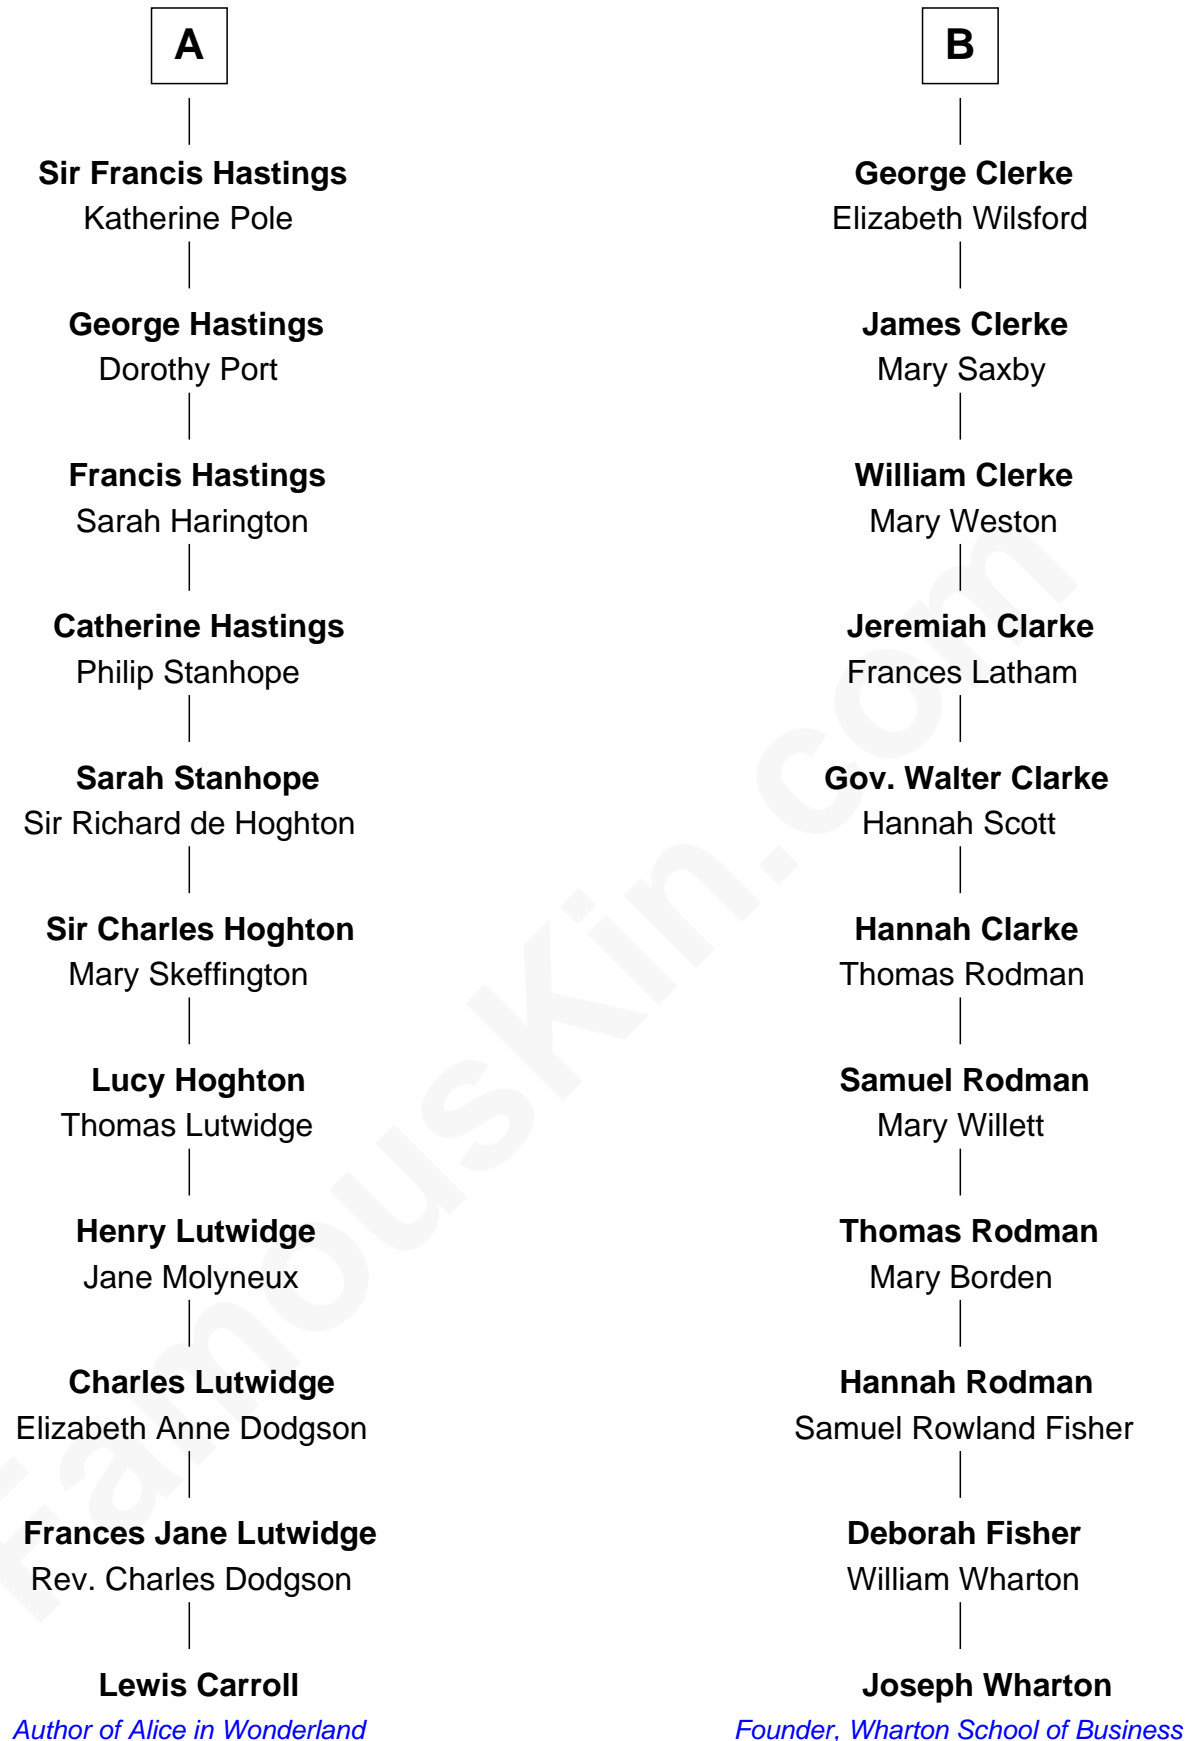 A
Sir Francis Hastings
Katherine Pole
George Hastings
Dorothy Port
Francis Hastings
Sarah Harington
Catherine Hastings
Philip Stanhope
Sarah Stanhope
Sir Richard de Hoghton
Sir Charles Hoghton
Mary Skeffington
Lucy Hoghton
Thomas Lutwidge
Henry Lutwidge
Jane Molyneux
Charles Lutwidge
Elizabeth Anne Dodgson
Frances Jane Lutwidge
Rev. Charles Dodgson
Lewis Carroll
Author of Alice in Wonderland
B
George Clerke
Elizabeth Wilsford
James Clerke
Mary Saxby
William Clerke
Mary Weston
Jeremiah Clarke
Frances Latham
Gov. Walter Clarke
Hannah Scott
Hannah Clarke
Thomas Rodman
Samuel Rodman
Mary Willett
Thomas Rodman
Mary Borden
Hannah Rodman
Samuel Rowland Fisher
Deborah Fisher
William Wharton
Joseph Wharton
Founder, Wharton School of Business
FamousKin.com